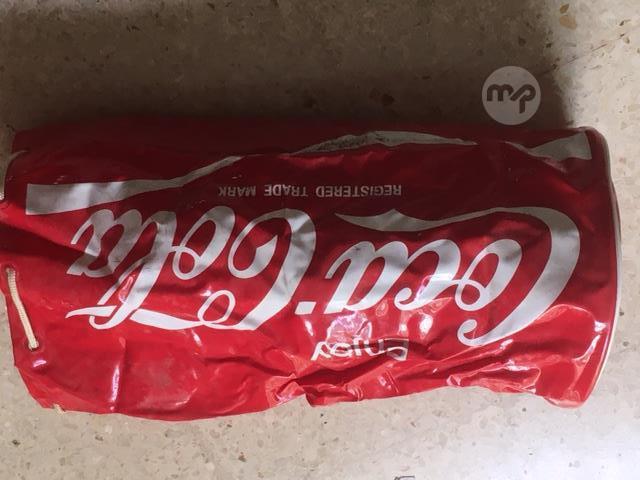 Enjoy
Coca-Cola
REGISTERED TRADE MARK
mp